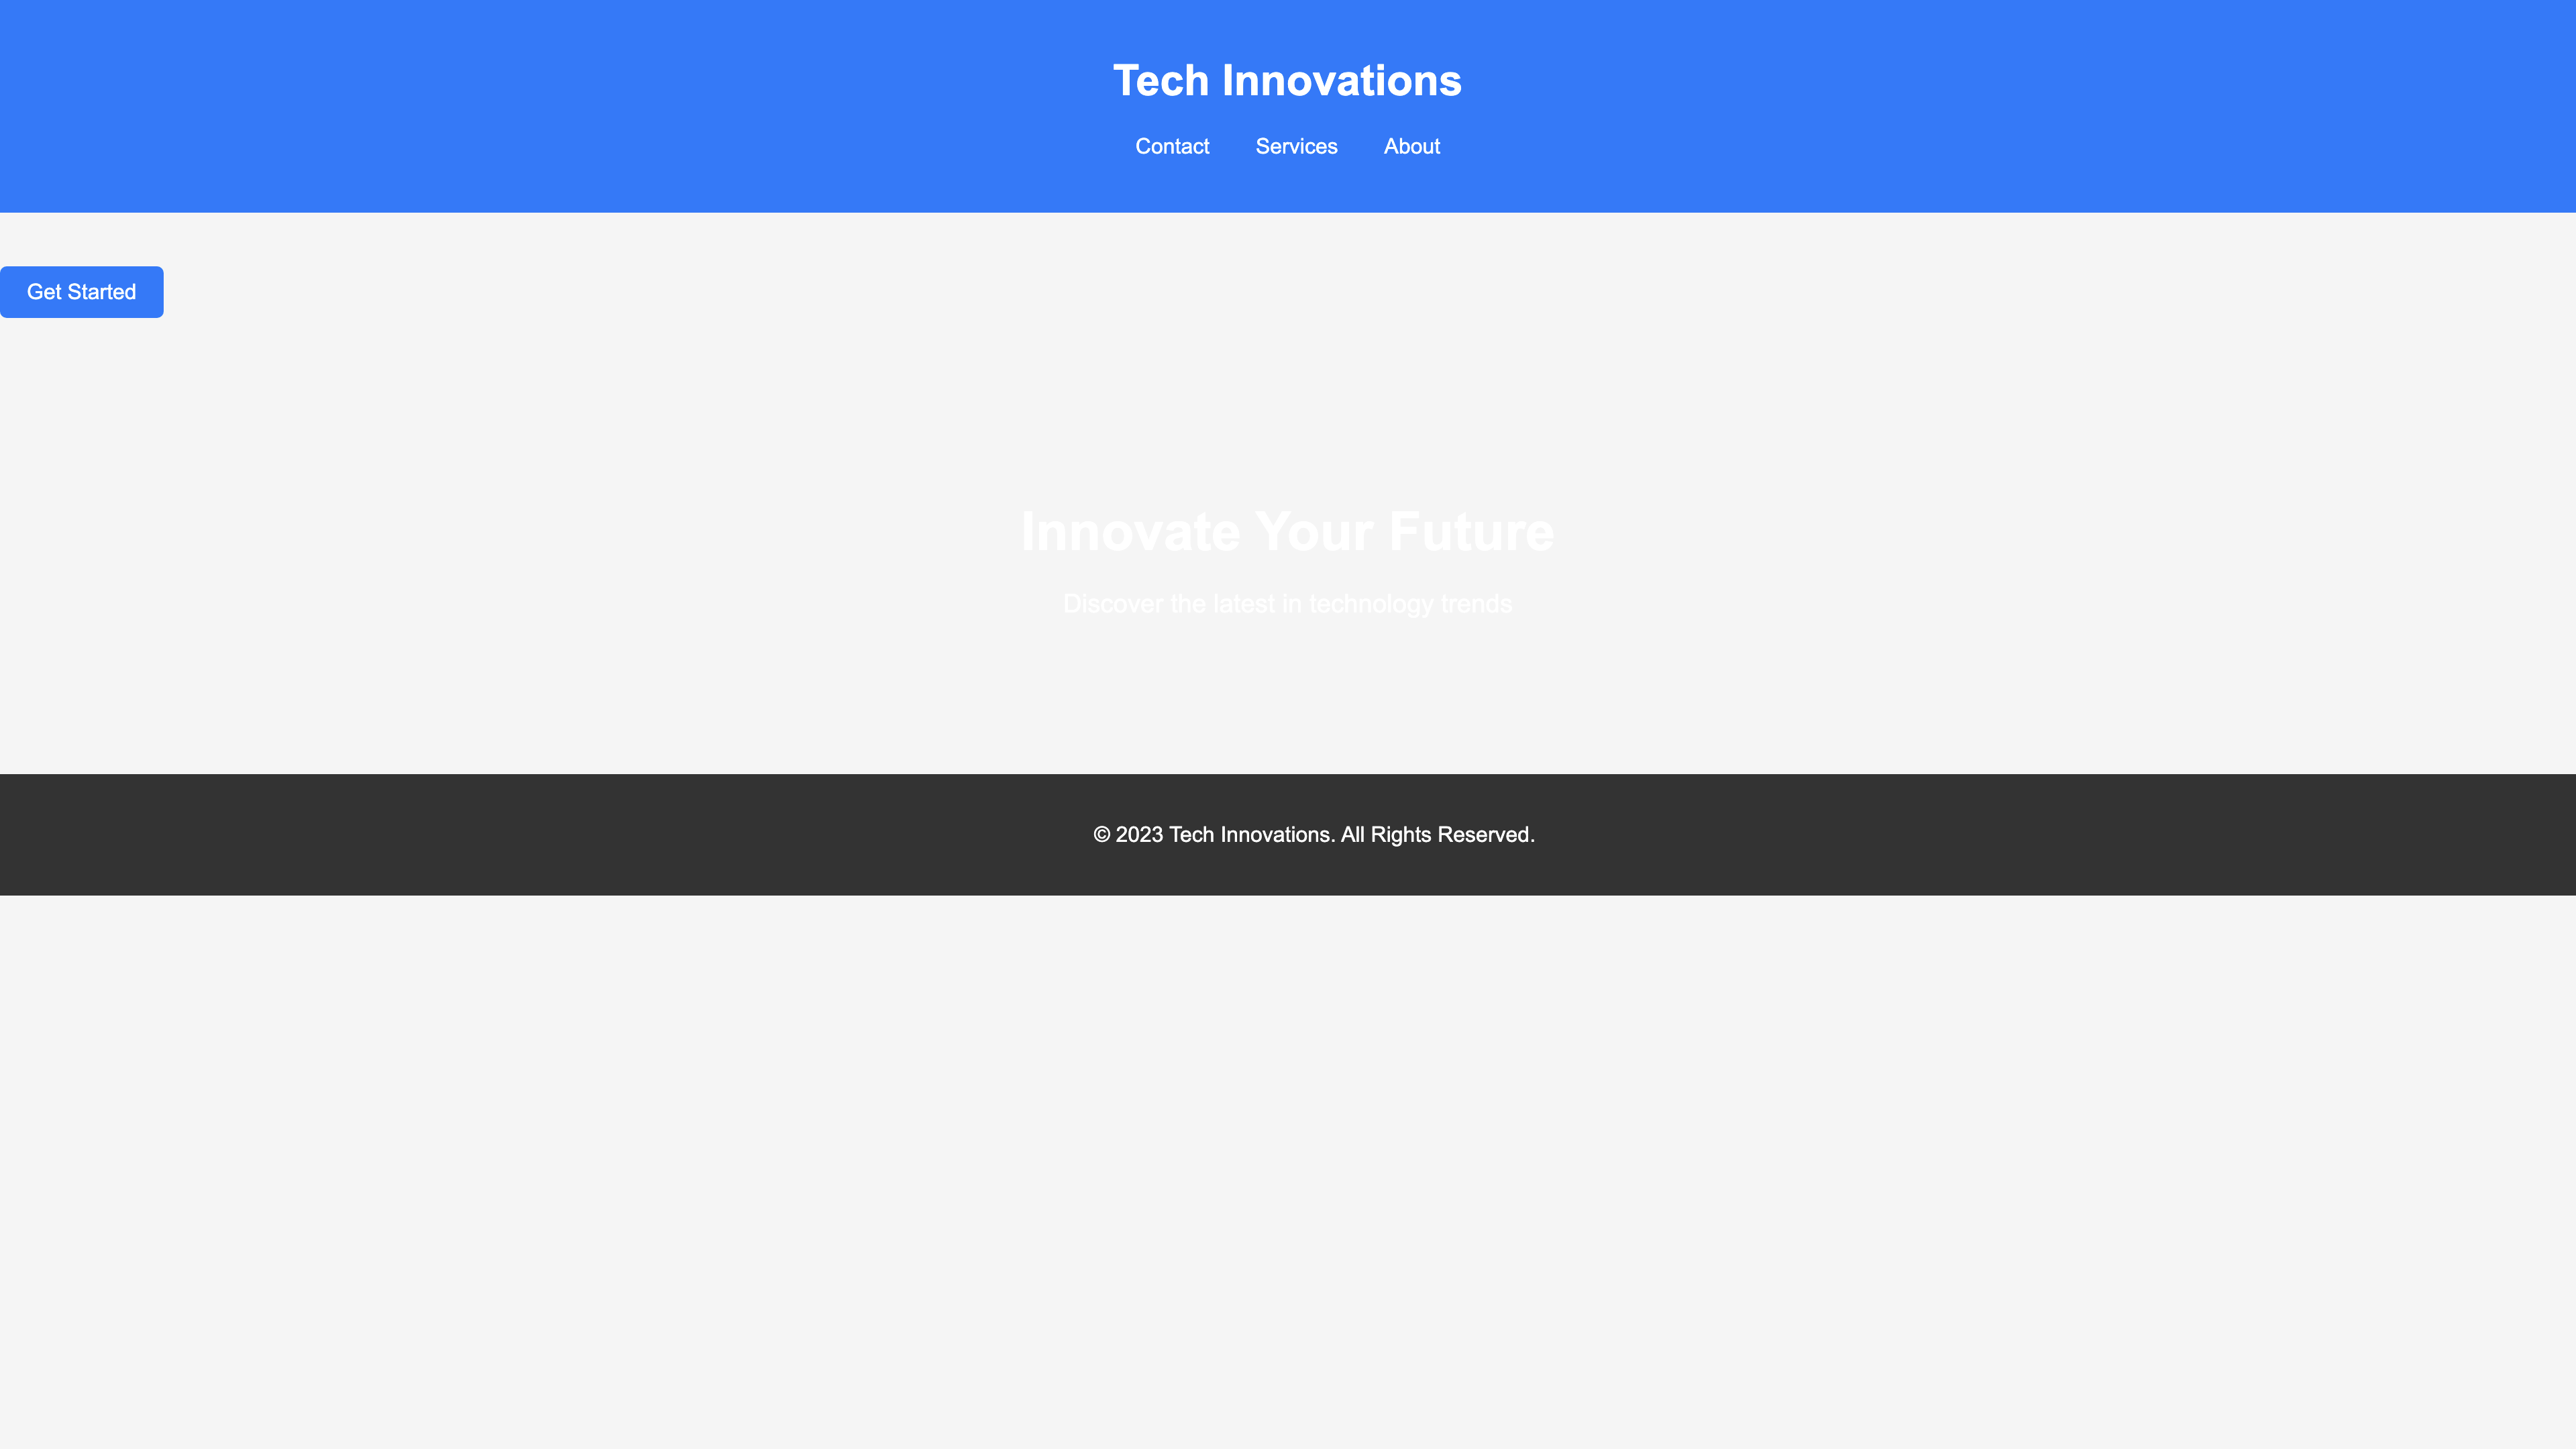 Tech Innovations
Contact Services About
Get Started
Innovate Your Future
Discover the latest in technology trends
© 2023 Tech Innovations. All Rights Reserved.